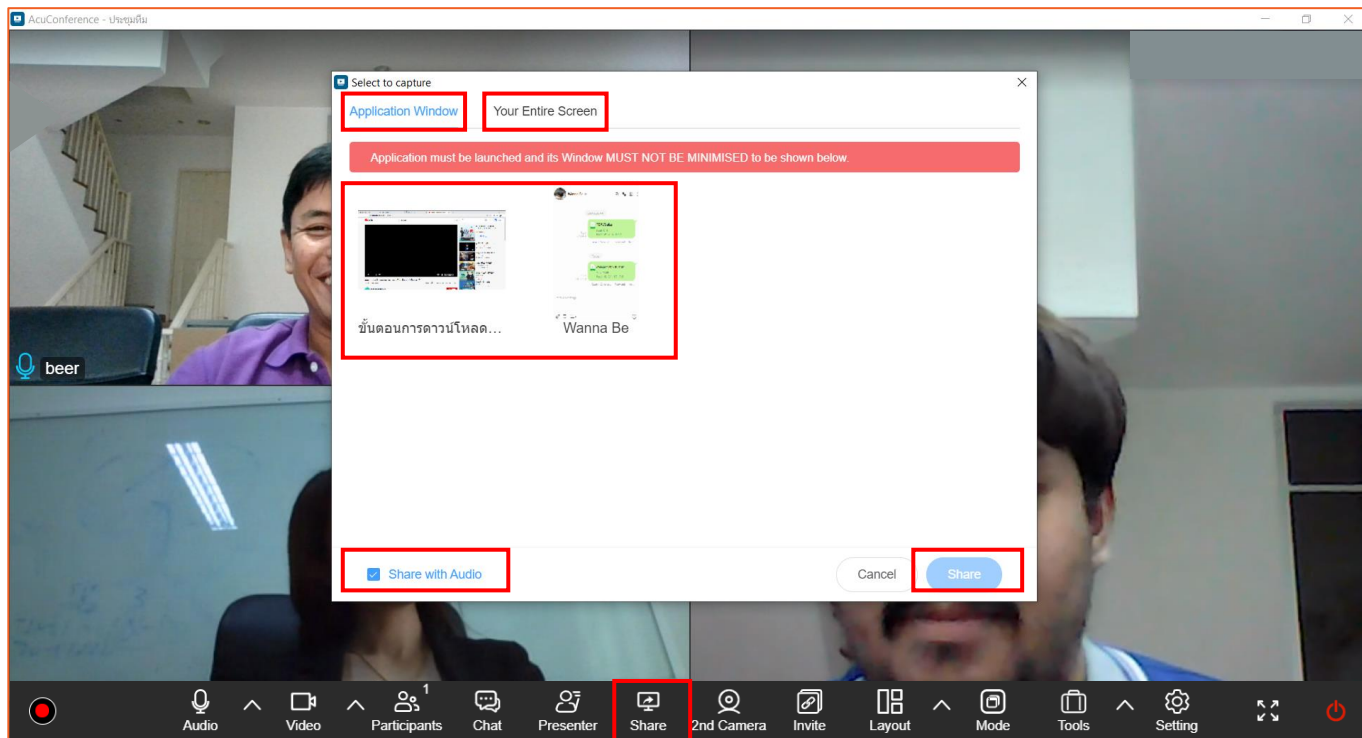 AcuConference - ประชุมทีม
Select to capture
Application Window
Your Entire Screen
Application must be launched and its Window MUST NOT BE MINIMISED to be shown below.
ขั้นตอนการดาวน์โหลด...
Wanna Be
beer
Share with Audio
Cancel
Share
1
Audio
Video
Participants
Chat
Presenter
Share
2nd Camera
Invite
Layout
Mode
Tools
Setting